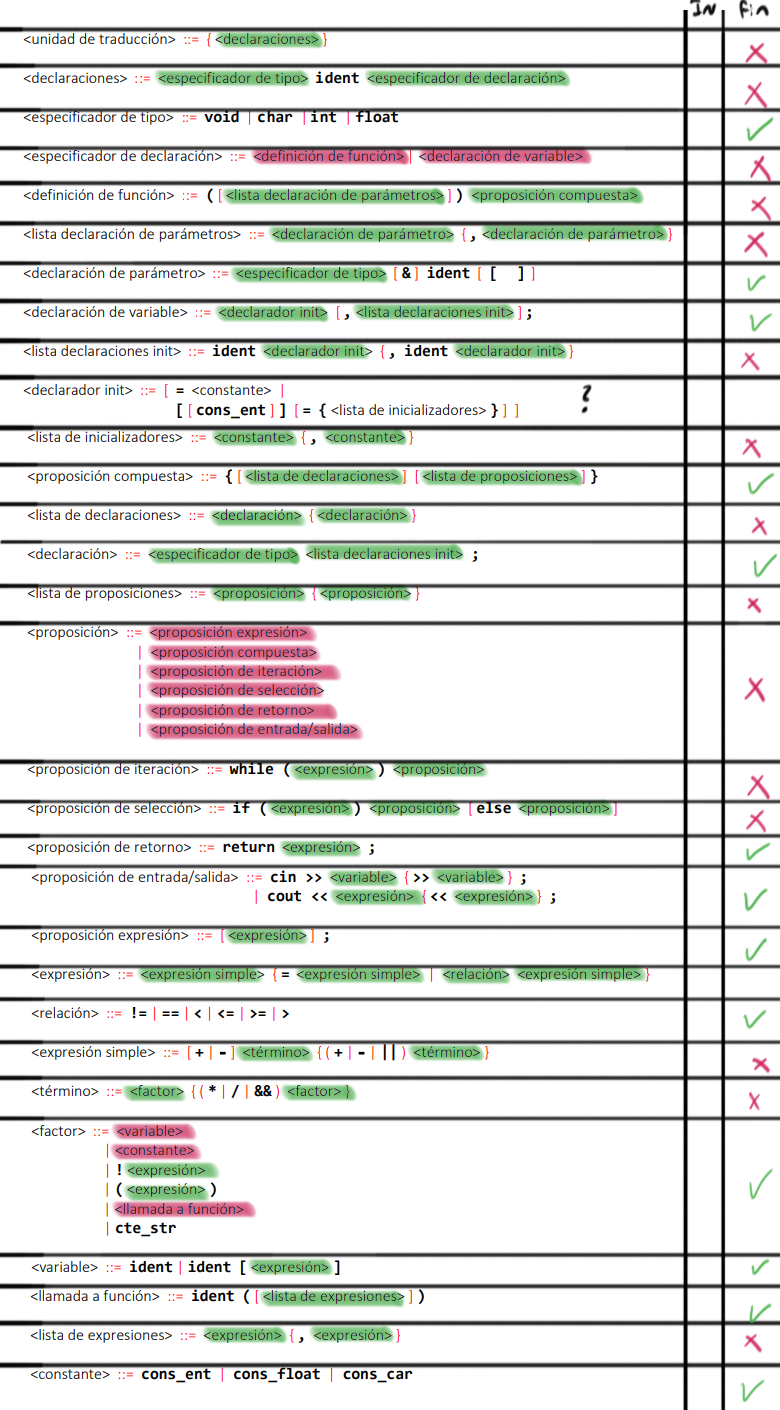 IN fin
<unidad de traducción> ::= { <declaraciones> }
<declaraciones> ::= <especificador de tipo> ident <especificador de declaración>
<especificador de tipo> ::= void | char | int | float
<especificador de declaración> ::= <definición de función> | <declaración de variable>
<definición de función> ::= ( [ <lista declaración de parámetros> ] ) <proposición compuesta>
<lista declaración de parámetros> ::= <declaración de parámetro> { , <declaración de parámetro> }
<declaración de parámetro> ::= <especificador de tipo> [ & ] ident [ [ ] ]
<declaración de variable> ::= <declarador init> [ , <lista declaraciones init> ] ;
<lista declaraciones init> ::= ident <declarador init> { , ident <declarador init> }
<declarador init> ::= [ = <constante> | ?
[ [ cons_ent ] ] [ = { <lista de inicializadores> } ] ]
<lista de inicializadores> ::= <constante> { , <constante> }
<proposición compuesta> ::= { [ <lista de declaraciones> ] [ <lista de proposiciones> ] }
<lista de declaraciones> ::= <declaración> { <declaración> }
<declaración> ::= <especificador de tipo> <lista declaraciones init> ;
<lista de proposiciones> ::= <proposición> { <proposición> }
<proposición> ::= <proposición expresión>
| <proposición compuesta>
| <proposición de iteración>
| <proposición de selección>
| <proposición de retorno>
| <proposición de entrada/salida>
<proposición de iteración> ::= while ( <expresión> ) <proposición>
<proposición de selección> ::= if ( <expresión> ) <proposición> [ else <proposición> ]
<proposición de retorno> ::= return <expresión> ;
<proposición de entrada/salida> ::= cin >> <variable> { >> <variable> } ;
| cout << <expresión> { << <expresión> } ;
<proposición expresión> ::= [ <expresión> ] ;
<expresión> ::= <expresión simple> { = <expresión simple> | <relación> <expresión simple> }
<relación> ::= != | == | < | <= | >= | >
<expresión simple> ::= [ + | - ] <término> { ( + | - | || ) <término> }
<término> ::= <factor> { ( * | / | && ) <factor> }
<factor> ::= <variable>
| <constante>
| ! <expresión>
| ( <expresión> )
| <llamada a función>
| cte_str
<variable> ::= ident | ident [ <expresión> ]
<llamada a función> ::= ident ( [ <lista de expresiones> ] )
<lista de expresiones> ::= <expresión> { , <expresión> }
<constante> ::= cons_ent | cons_float | cons_car